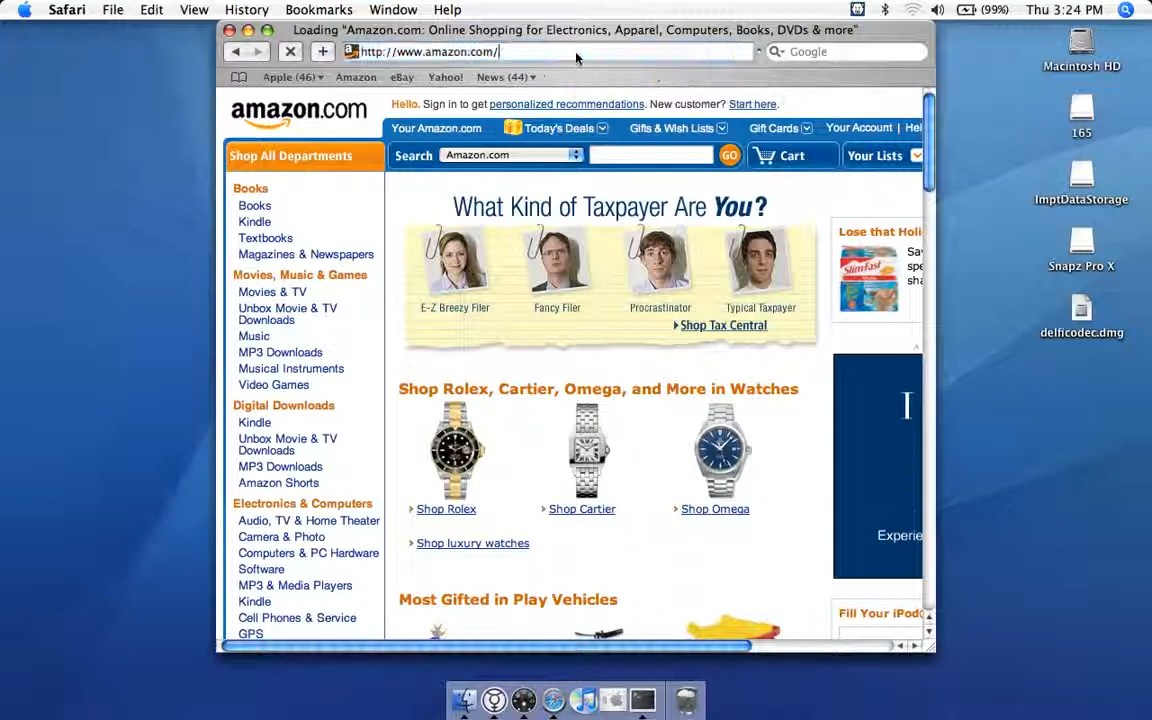 Safari File Edit View History Bookmarks Window Help
(99%) Thu 3:24 PM
Loading "Amazon.com: Online Shopping for Electronics, Apparel, Computers, Books, DVDs & more"
http://www.amazon.com/
Google
Apple (46) Amazon eBay Yahoo! News (44)
amazon.com
Hello. Sign in to get personalized recommendations. New customer? Start here.
Your Amazon.com Today's Deals Gifts & Wish Lists Gift Cards Your Account | Hel
Shop All Departments
Search Amazon.com GO Cart Your Lists
Books
Books
Kindle
Textbooks
Magazines & Newspapers
Movies, Music & Games
Movies & TV
Unbox Movie & TV
Downloads
Music
MP3 Downloads
Musical Instruments
Video Games
Digital Downloads
Kindle
Unbox Movie & TV
Downloads
MP3 Downloads
Amazon Shorts
Electronics & Computers
Audio, TV & Home Theater
Camera & Photo
Computers & PC Hardware
Software
MP3 & Media Players
Kindle
Cell Phones & Service
GPS
What Kind of Taxpayer Are You?
E-Z Breezy Filer Fancy Filer Procrastinator Typical Taxpayer
Shop Tax Central
Shop Rolex, Cartier, Omega, and More in Watches
Shop Rolex Shop Cartier Shop Omega
Shop luxury watches
Most Gifted in Play Vehicles
Lose that Holi
SlimFast
Sav
spe
sha
I
Experie
Fill Your iPod
Macintosh HD
165
ImptDataStorage
Snapz Pro X
delficodec.dmg